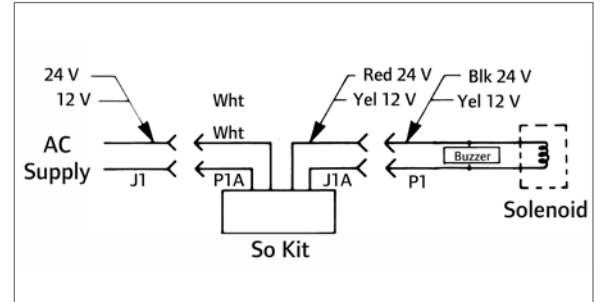 24 V
12 V
Wht
Wht
Red 24 V
Yel 12 V
Blk 24 V
Yel 12 V
AC
Supply
J1
P1A
J1A
P1
Buzzer
Solenoid
So Kit